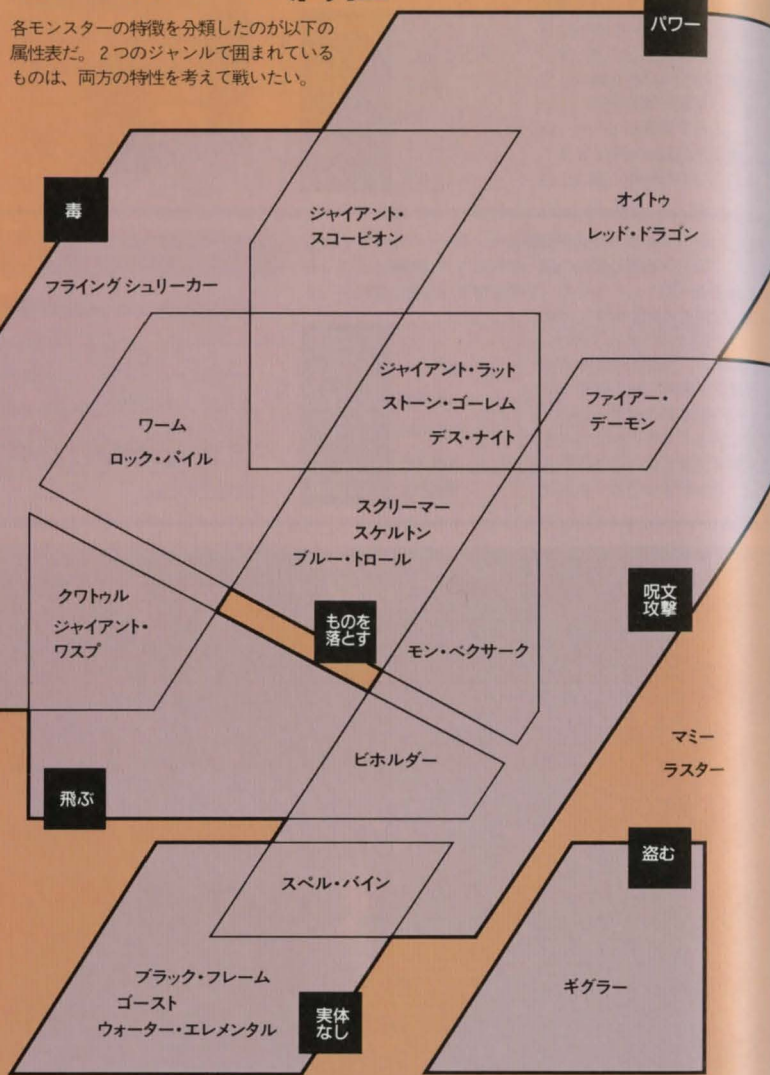 各モンスターの特徴を分類したのが以下の
属性表だ。2つのジャンルで囲まれている
ものは、両方の特性を考えて戦いたい。
パワー
毒
ジャイアント・
スコーピオン
オイトゥ
レッド・ドラゴン
フライング シュリーカー
ジャイアント・ラット
ストーン・ゴーレム
デス・ナイト
ファイアー・
デーモン
ワーム
ロック・パイル
スクリーマー
スケルトン
ブルー・トロール
クワトゥル
ジャイアント・
ワスプ
ものを
落とす
呪文
攻撃
モン・ベクサーク
マミー
ラスター
ビホルダー
飛ぶ
盗む
スペル・バイン
ブラック・フレーム
ゴースト
ウォーター・エレメンタル
実体
なし
ギグラー